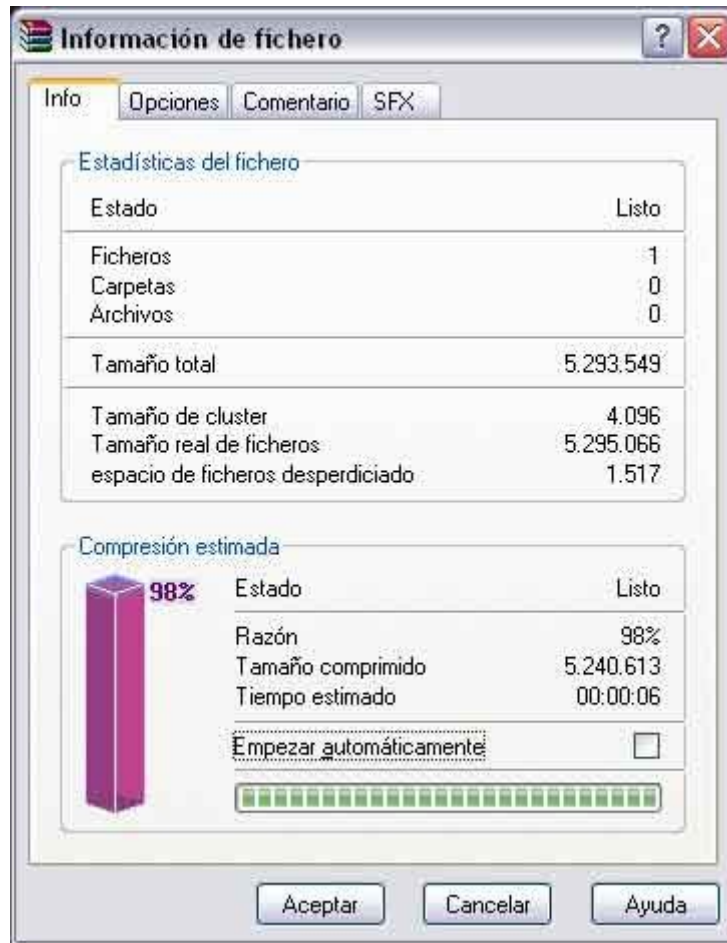 Información de fichero
Info Opciones Comentario SFX
Estadísticas del fichero
Estado Listo
Ficheros 1
Carpetas 0
Archivos 0
Tamaño total 5.293.549
Tamaño de cluster 4.096
Tamaño real de ficheros 5.295.066
espacio de ficheros desperdiciado 1.517
Compresión estimada
98% Estado Listo
Razón 98%
Tamaño comprimido 5.240.613
Tiempo estimado 00:00:06
Empezar automáticamente
Aceptar Cancelar Ayuda